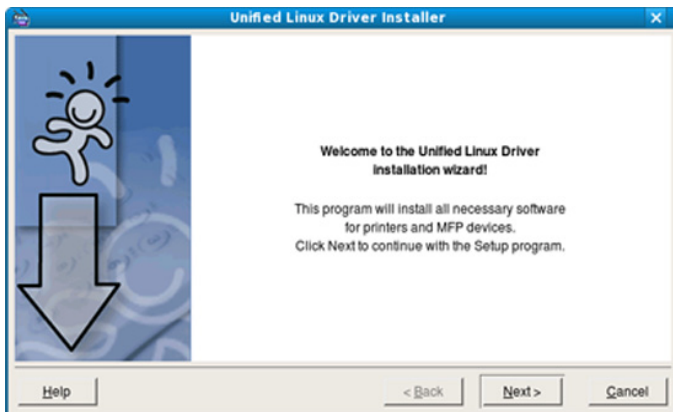 Unified Linux Driver Installer
Welcome to the Unified Linux Driver
installation wizard!
This program will install all necessary software
for printers and MFP devices.
Click Next to continue with the Setup program.
Help
< Back
Next >
Cancel